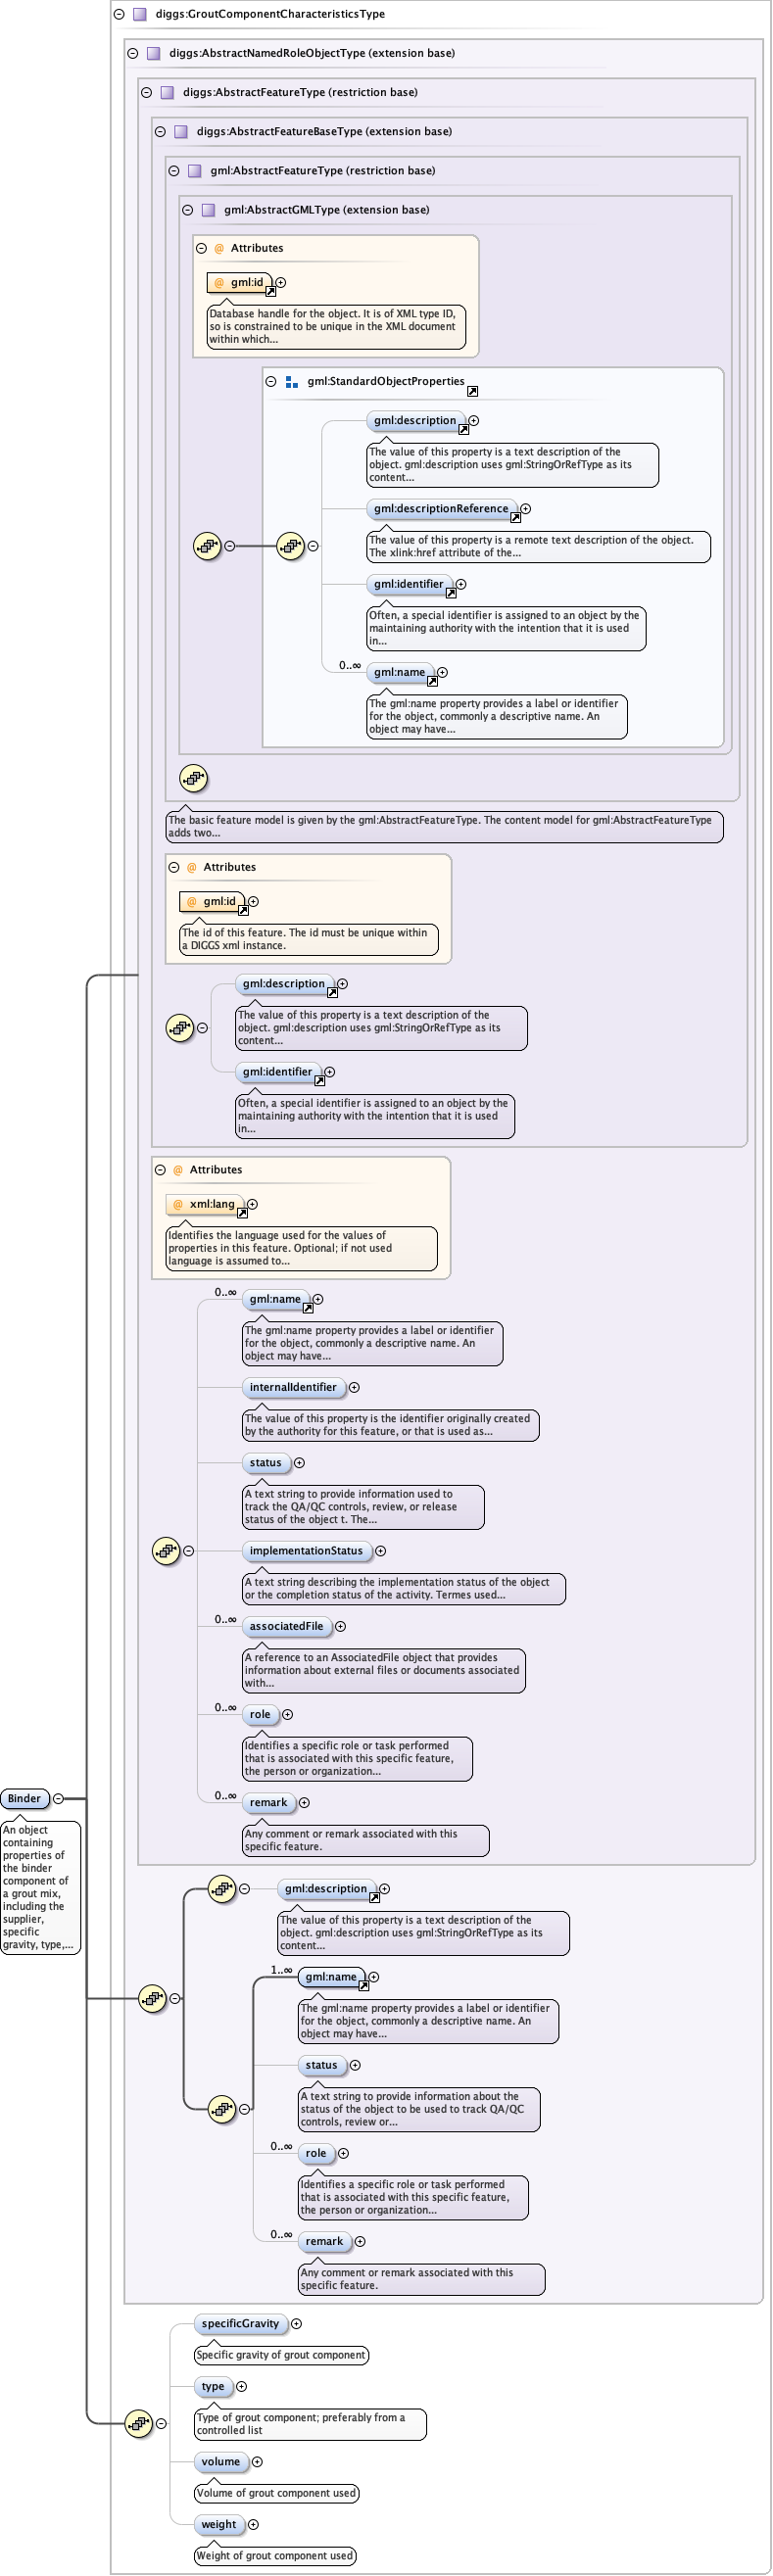 diggs:GroutComponentCharacteristicsType
diggs:AbstractNamedRoleObjectType (extension base)
diggs:AbstractFeatureType (restriction base)
diggs:AbstractFeatureBaseType (extension base)
gml:AbstractFeatureType (restriction base)
gml:AbstractGMLType (extension base)
@ Attributes
@ gml:id
Database handle for the object. It is of XML type ID,
so is constrained to be unique in the XML document
within which...
gml:StandardObjectProperties
gml:description
The value of this property is a text description of the
object. gml:description uses gml:StringOrRefType as its
content...
gml:descriptionReference
The value of this property is a remote text description of the object.
The xlink:href attribute of the...
gml:identifier
Often, a special identifier is assigned to an object by the
maintaining authority with the intention that it is used
in...
0..∞
gml:name
The gml:name property provides a label or identifier
for the object, commonly a descriptive name. An
object may have...
The basic feature model is given by the gml:AbstractFeatureType. The content model for gml:AbstractFeatureType
adds two...
@ Attributes
@ gml:id
The id of this feature. The id must be unique within
a DIGGS xml instance.
gml:description
The value of this property is a text description of the
object. gml:description uses gml:StringOrRefType as its
content...
gml:identifier
Often, a special identifier is assigned to an object by the
maintaining authority with the intention that it is used
in...
@ Attributes
@ xml:lang
Identifies the language used for the values of
properties in this feature. Optional; if not used
language is assumed to...
0..∞
gml:name
The gml:name property provides a label or identifier
for the object, commonly a descriptive name. An
object may have...
internalIdentifier
The value of this property is the identifier originally created
by the authority for this feature, or that is used as...
status
A text string to provide information used to
track the QA/QC controls, review, or release
status of the object t. The...
implementationStatus
A text string describing the implementation status of the object
or the completion status of the activity. Termes used...
0..∞
associatedFile
A reference to an AssociatedFile object that provides
information about external files or documents associated
with...
0..∞
role
Identifies a specific role or task performed
that is associated with this specific feature,
the person or organization...
0..∞
remark
Any comment or remark associated with this
specific feature.
Binder
An object
containing
properties of
the binder
component of
a grout mix,
including the
supplier,
specific
gravity, type,...
gml:description
The value of this property is a text description of the
object. gml:description uses gml:StringOrRefType as its
content...
1..∞
gml:name
The gml:name property provides a label or identifier
for the object, commonly a descriptive name. An
object may have...
status
A text string to provide information about the
status of the object to be used to track QA/QC
controls, review or...
0..∞
role
Identifies a specific role or task performed
that is associated with this specific feature,
the person or organization...
0..∞
remark
Any comment or remark associated with this
specific feature.
specificGravity
Specific gravity of grout component
type
Type of grout component; preferably from a
controlled list
volume
Volume of grout component used
weight
Weight of grout component used